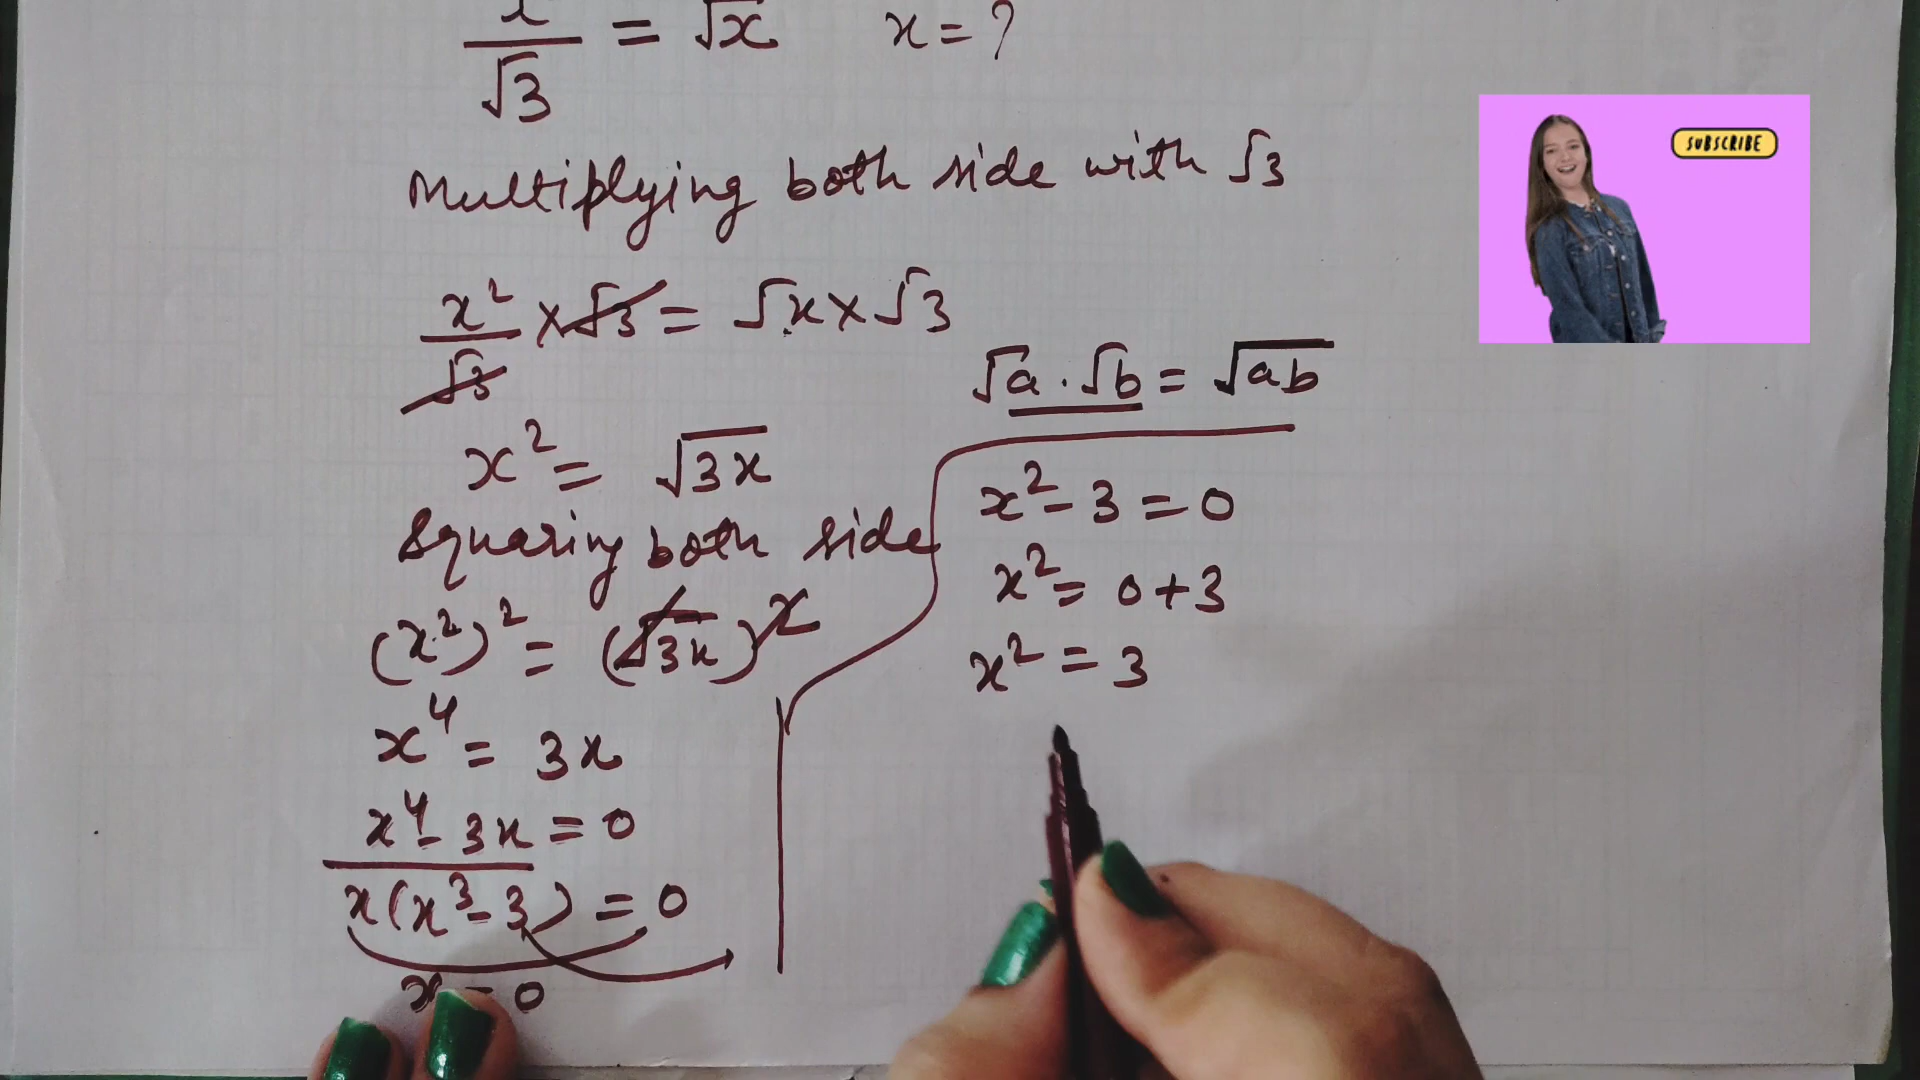 x²/√3 = √x x = ?
Multiplying both side with √3
x²/√3 × √3 = √x × √3
√a . √b = √ab
x² = √3x
Squaring both side
(x²)² = (√3x)²
x⁴ = 3x
x⁴ - 3x = 0
x(x³ - 3) = 0
x = 0
x² - 3 = 0
x² = 0 + 3
x² = 3
SUBSCRIBE